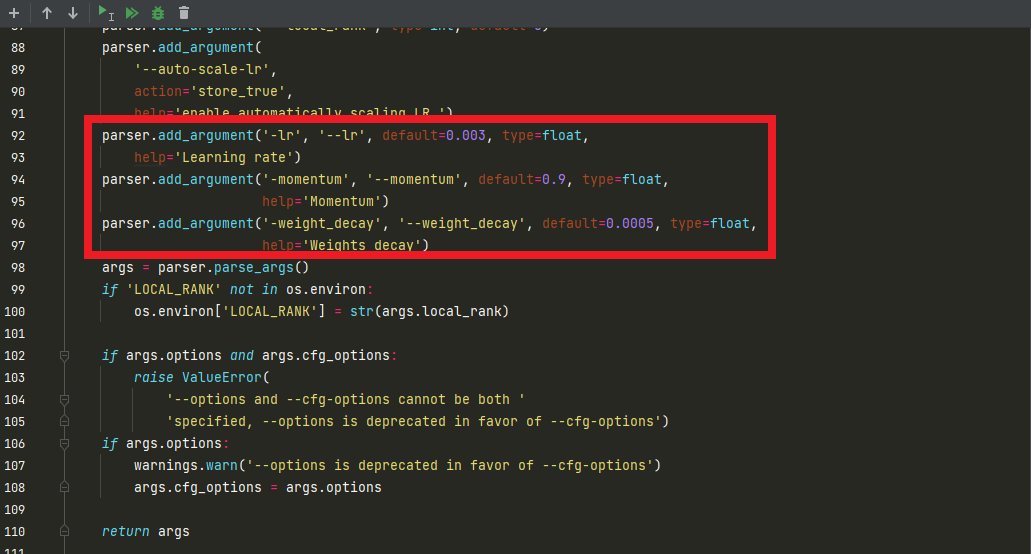 parser.add_argument('--local_rank', type=int, default=0)
88 parser.add_argument(
89 '--auto-scale-lr',
90 action='store_true',
91 help='enable automatically scaling LR.')
92 parser.add_argument('-lr', '--lr', default=0.003, type=float,
93 help='Learning rate')
94 parser.add_argument('-momentum', '--momentum', default=0.9, type=float,
95 help='Momentum')
96 parser.add_argument('-weight_decay', '--weight_decay', default=0.0005, type=float,
97 help='Weights decay')
98 args = parser.parse_args()
99 if 'LOCAL_RANK' not in os.environ:
100 os.environ['LOCAL_RANK'] = str(args.local_rank)
101
102 if args.options and args.cfg_options:
103 raise ValueError(
104 '--options and --cfg-options cannot be both '
105 'specified, --options is deprecated in favor of --cfg-options')
106 if args.options:
107 warnings.warn('--options is deprecated in favor of --cfg-options')
108 args.cfg_options = args.options
109
110 return args
111